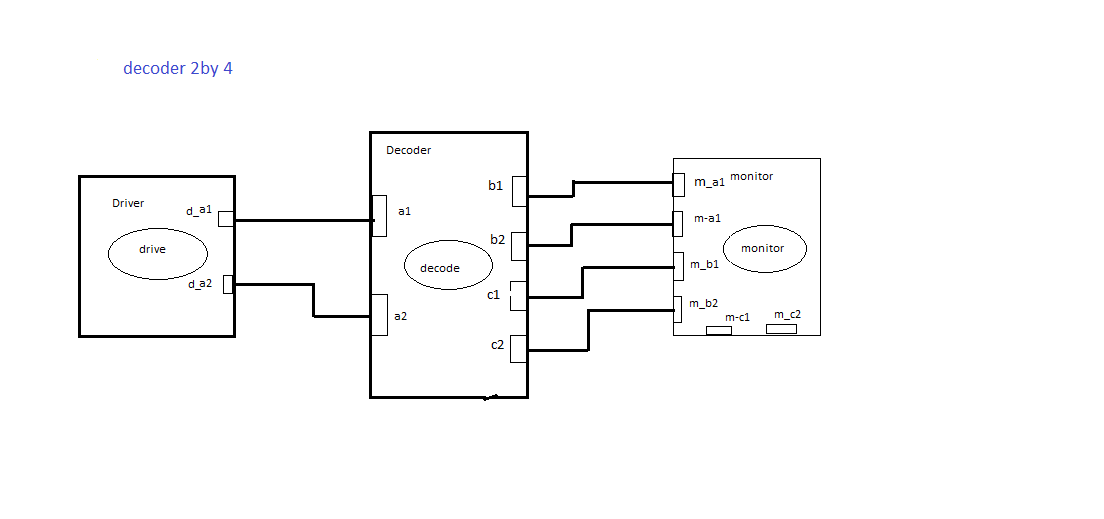 decoder 2by 4
Driver
d_a1
drive
d_a2
Decoder
a1
a2
decode
b1
b2
c1
c2
monitor
m_a1
m-a1
m_b1
m_b2
monitor
m-c1
m_c2